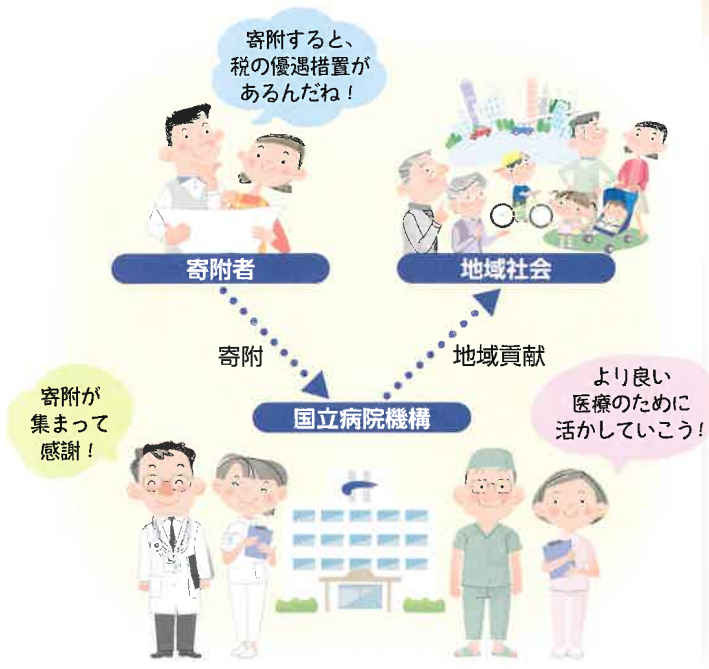 寄附すると、
税の優遇措置が
あるんだね!
寄附者
地域社会
寄附
地域貢献
国立病院機構
寄附が
集まって
感謝!
より良い
医療のために
活かしていこう!